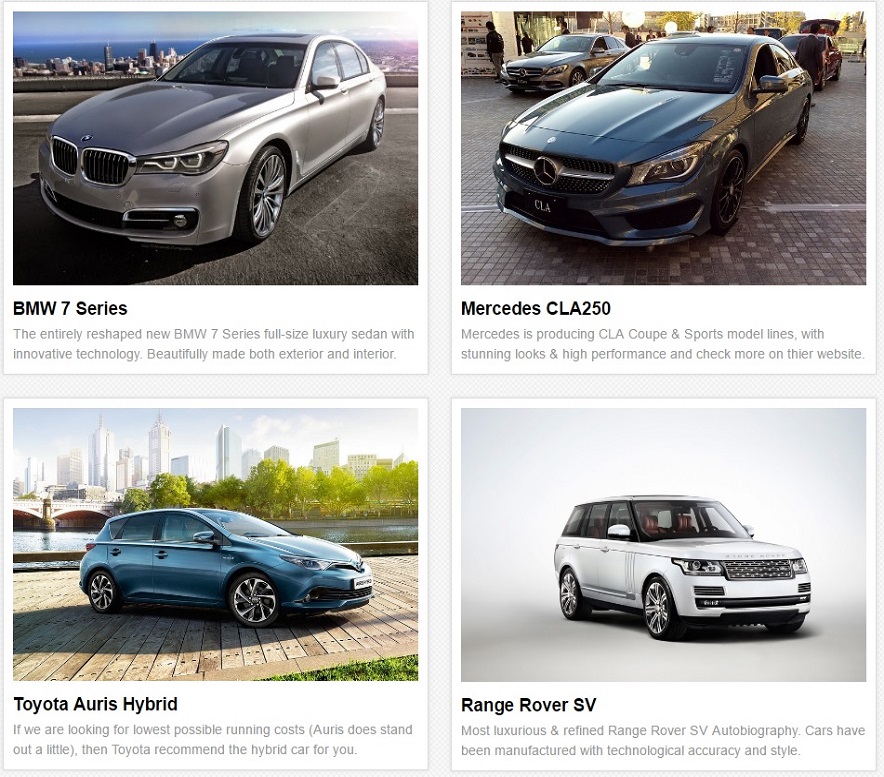 CLA
BMW 7 Series
The entirely reshaped new BMW 7 Series full-size luxury sedan with
innovative technology. Beautifully made both exterior and interior.
Mercedes CLA250
Mercedes is producing CLA Coupe & Sports model lines, with
stunning looks & high performance and check more on thier website.
RANGE ROVER
Toyota Auris Hybrid
If we are looking for lowest possible running costs (Auris does stand
out a little), then Toyota recommend the hybrid car for you.
Range Rover SV
Most luxurious & refined Range Rover SV Autobiography. Cars have
been manufactured with technological accuracy and style.